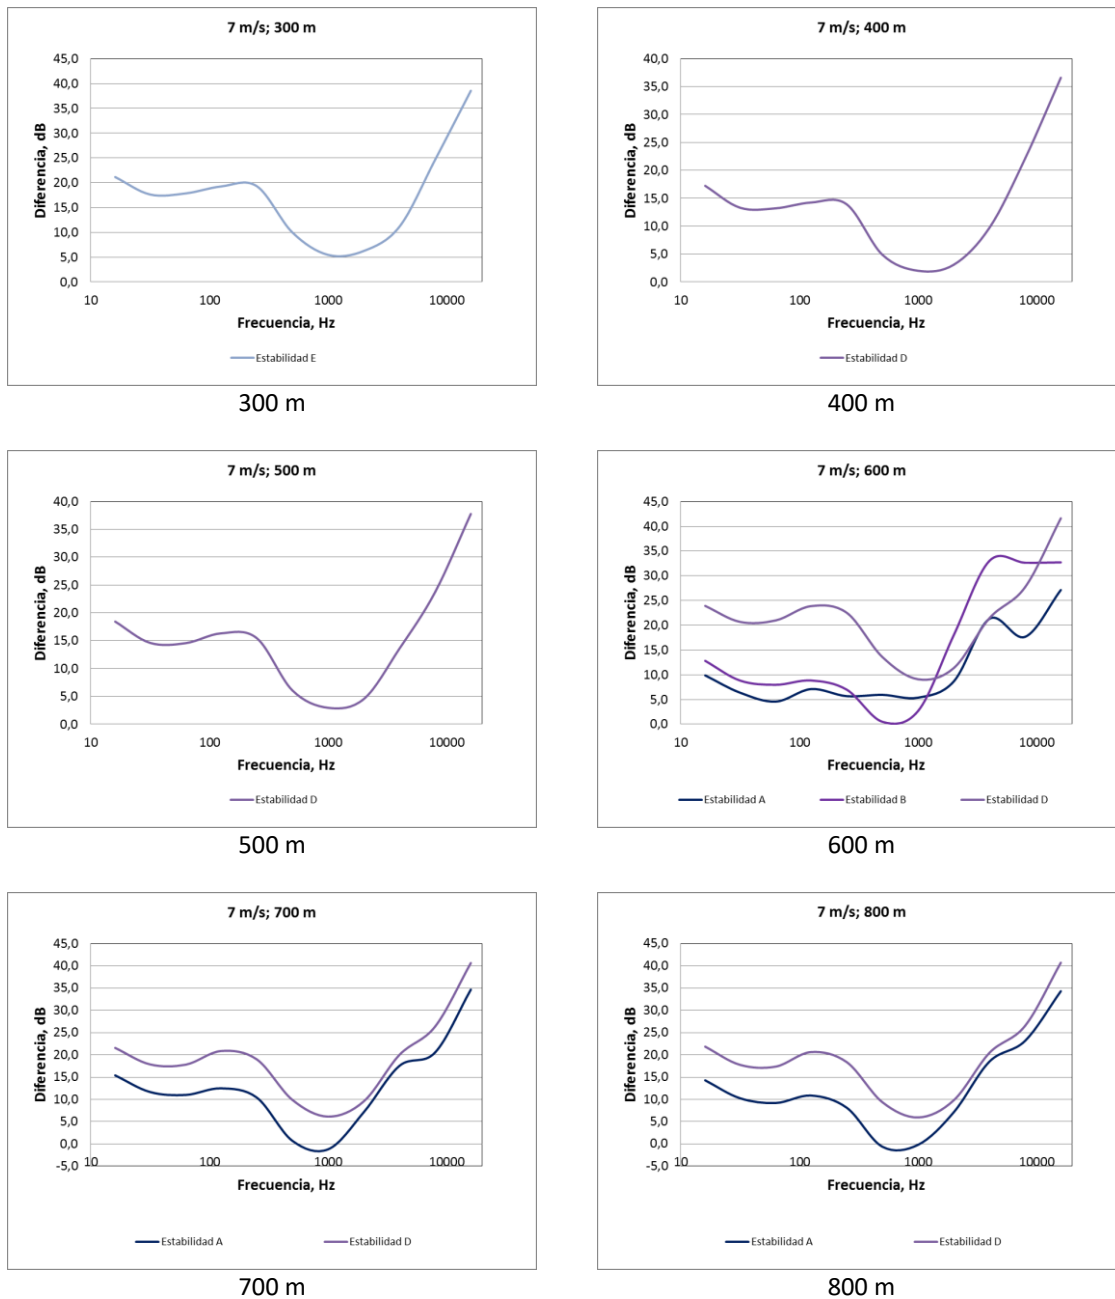 7 m/s; 300 m
45,0
40,0
35,0
30,0
25,0
20,0
15,0
10,0
5,0
0,0
Diferencia, dB
10 100 1000 10000
Frecuencia, Hz
Estabilidad E
300 m
7 m/s; 400 m
40,0
35,0
30,0
25,0
20,0
15,0
10,0
5,0
0,0
Diferencia, dB
10 100 1000 10000
Frecuencia, Hz
Estabilidad D
400 m
7 m/s; 500 m
40,0
35,0
30,0
25,0
20,0
15,0
10,0
5,0
0,0
Diferencia, dB
10 100 1000 10000
Frecuencia, Hz
Estabilidad D
500 m
7 m/s; 600 m
45,0
40,0
35,0
30,0
25,0
20,0
15,0
10,0
5,0
0,0
Diferencia, dB
10 100 1000 10000
Frecuencia, Hz
Estabilidad A Estabilidad B Estabilidad D
600 m
7 m/s; 700 m
45,0
40,0
35,0
30,0
25,0
20,0
15,0
10,0
5,0
0,0
-5,0
Diferencia, dB
10 100 1000 10000
Frecuencia, Hz
Estabilidad A Estabilidad D
700 m
7 m/s; 800 m
45,0
40,0
35,0
30,0
25,0
20,0
15,0
10,0
5,0
0,0
-5,0
Diferencia, dB
10 100 1000 10000
Frecuencia, Hz
Estabilidad A Estabilidad D
800 m